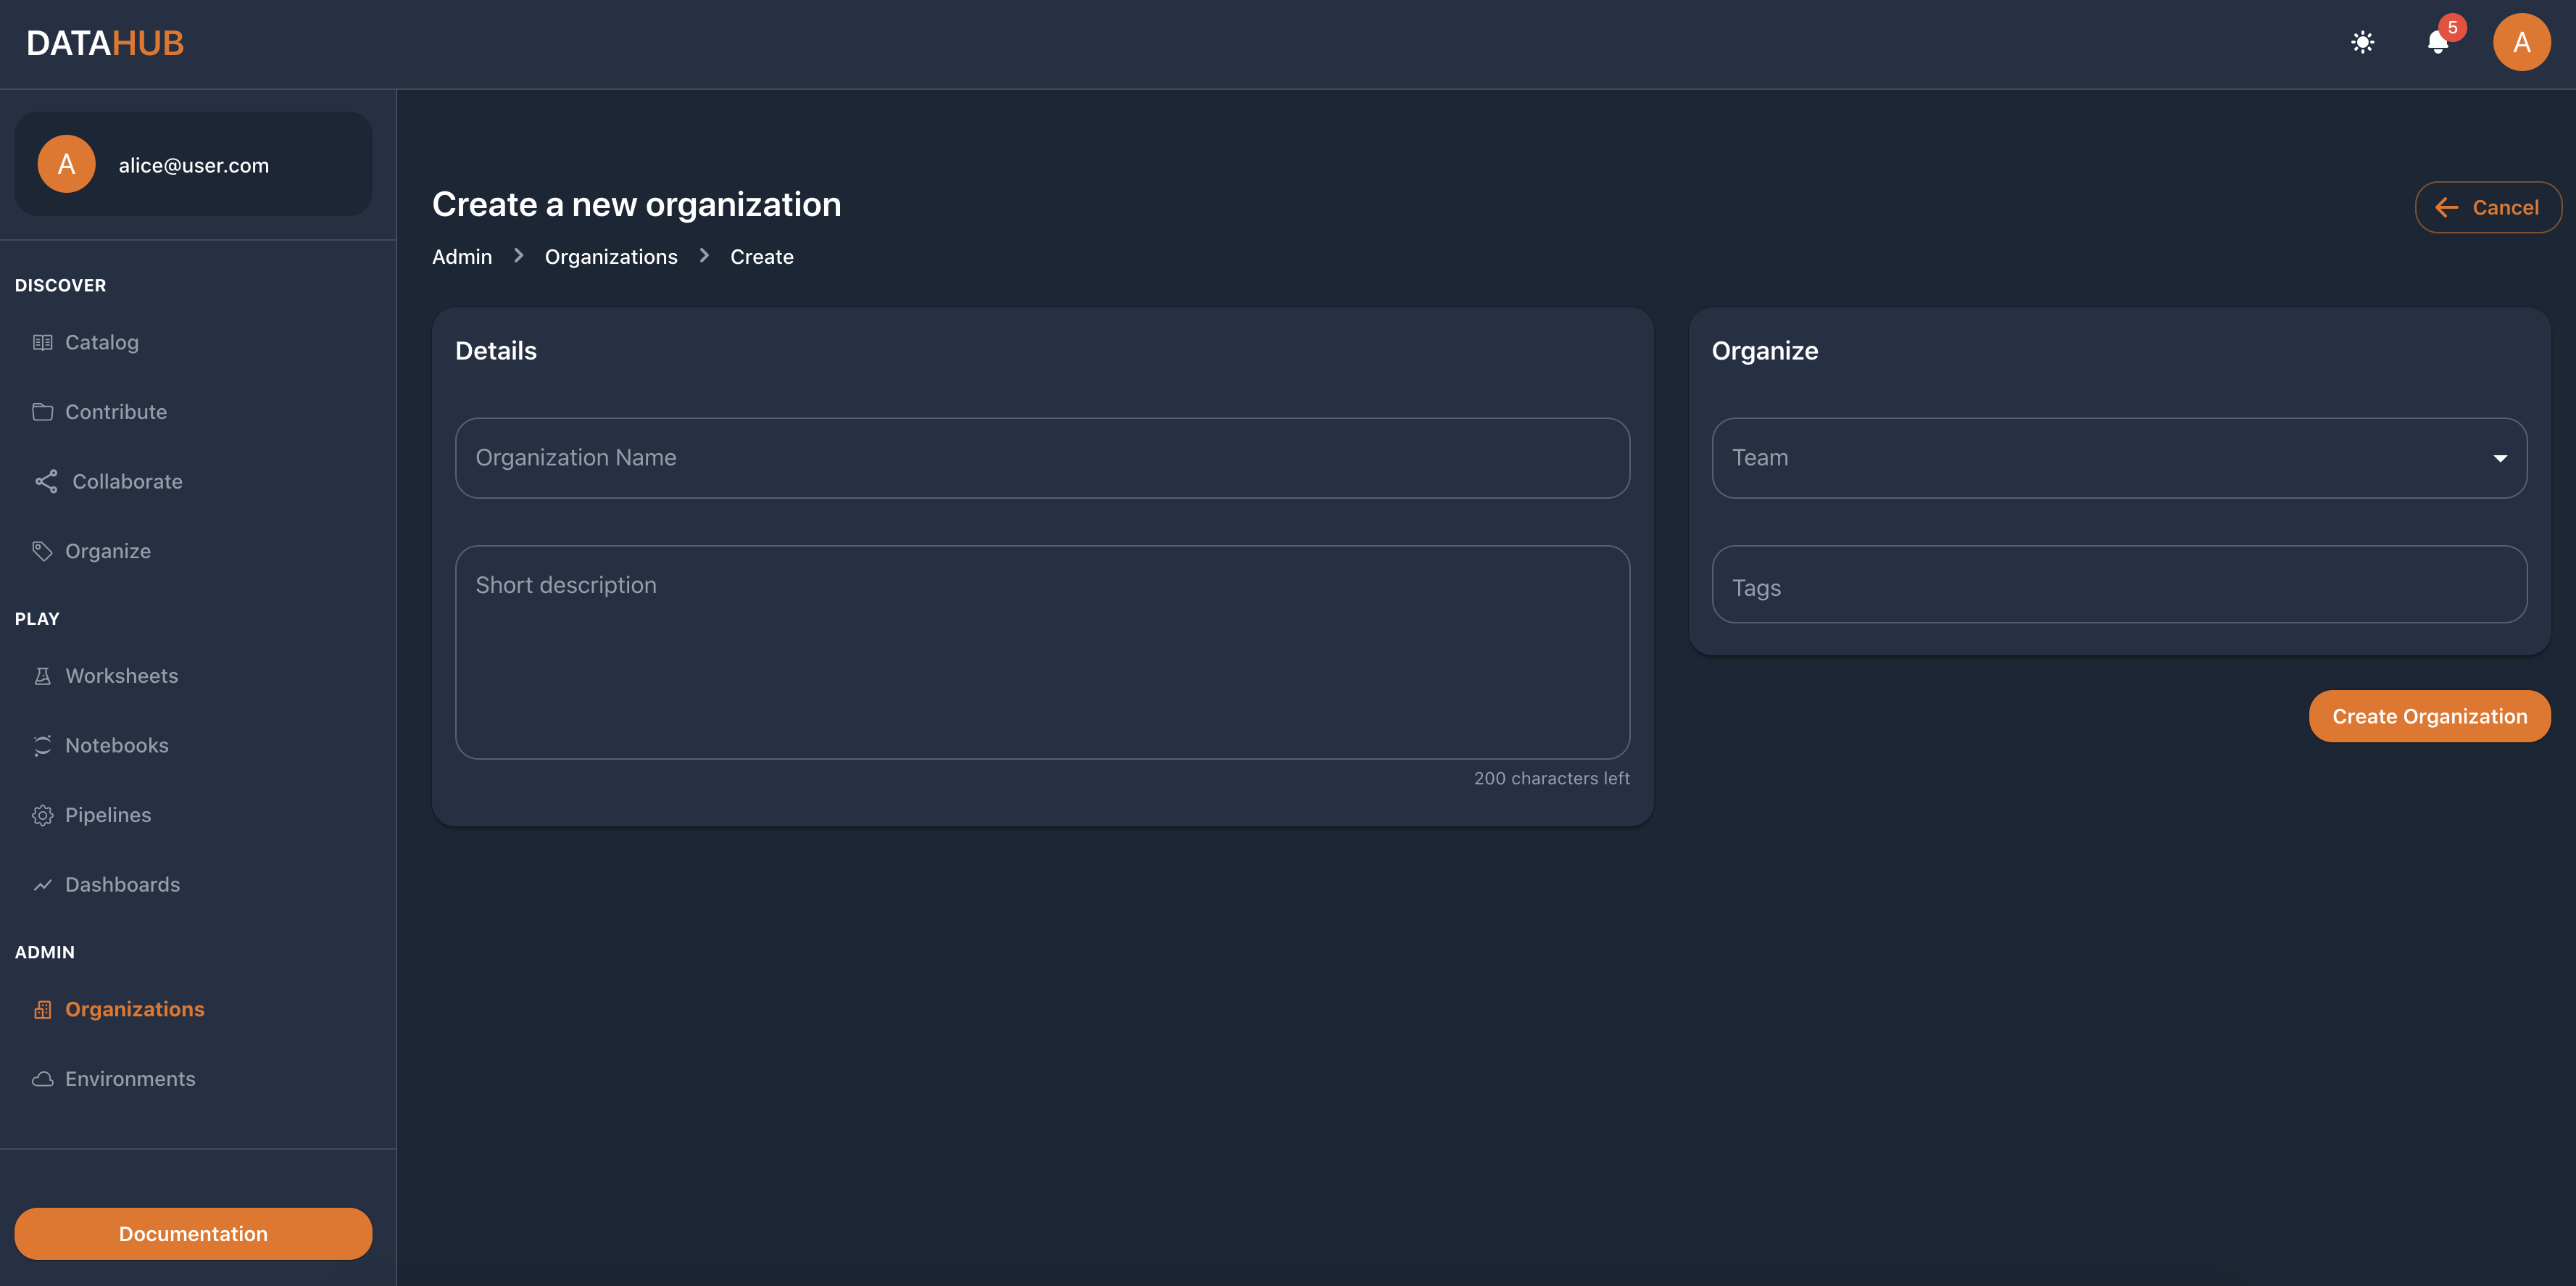 DATAHUB
5
A
A
alice@user.com
DISCOVER
Catalog
Contribute
Collaborate
Organize
PLAY
Worksheets
Notebooks
Pipelines
Dashboards
ADMIN
Organizations
Environments
Documentation
Create a new organization
Cancel
Admin > Organizations > Create
Details
Organization Name
Short description
200 characters left
Organize
Team
Tags
Create Organization